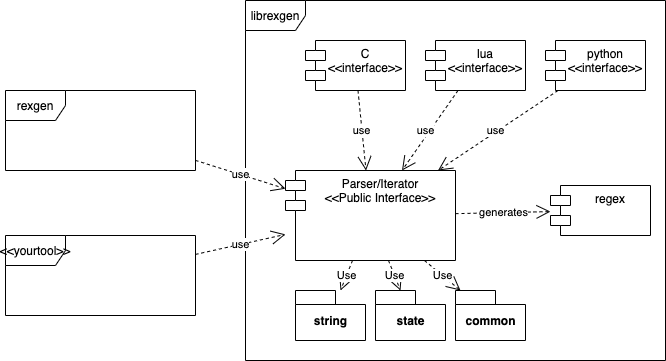 librexgen
C
<<interface>>
lua
<<interface>>
python
<<interface>>
rexgen
use
use
use
use
Parser/Iterator
<<Public Interface>>
regex
generates
<<yourtool>>
use
Use
Use
Use
string
state
common